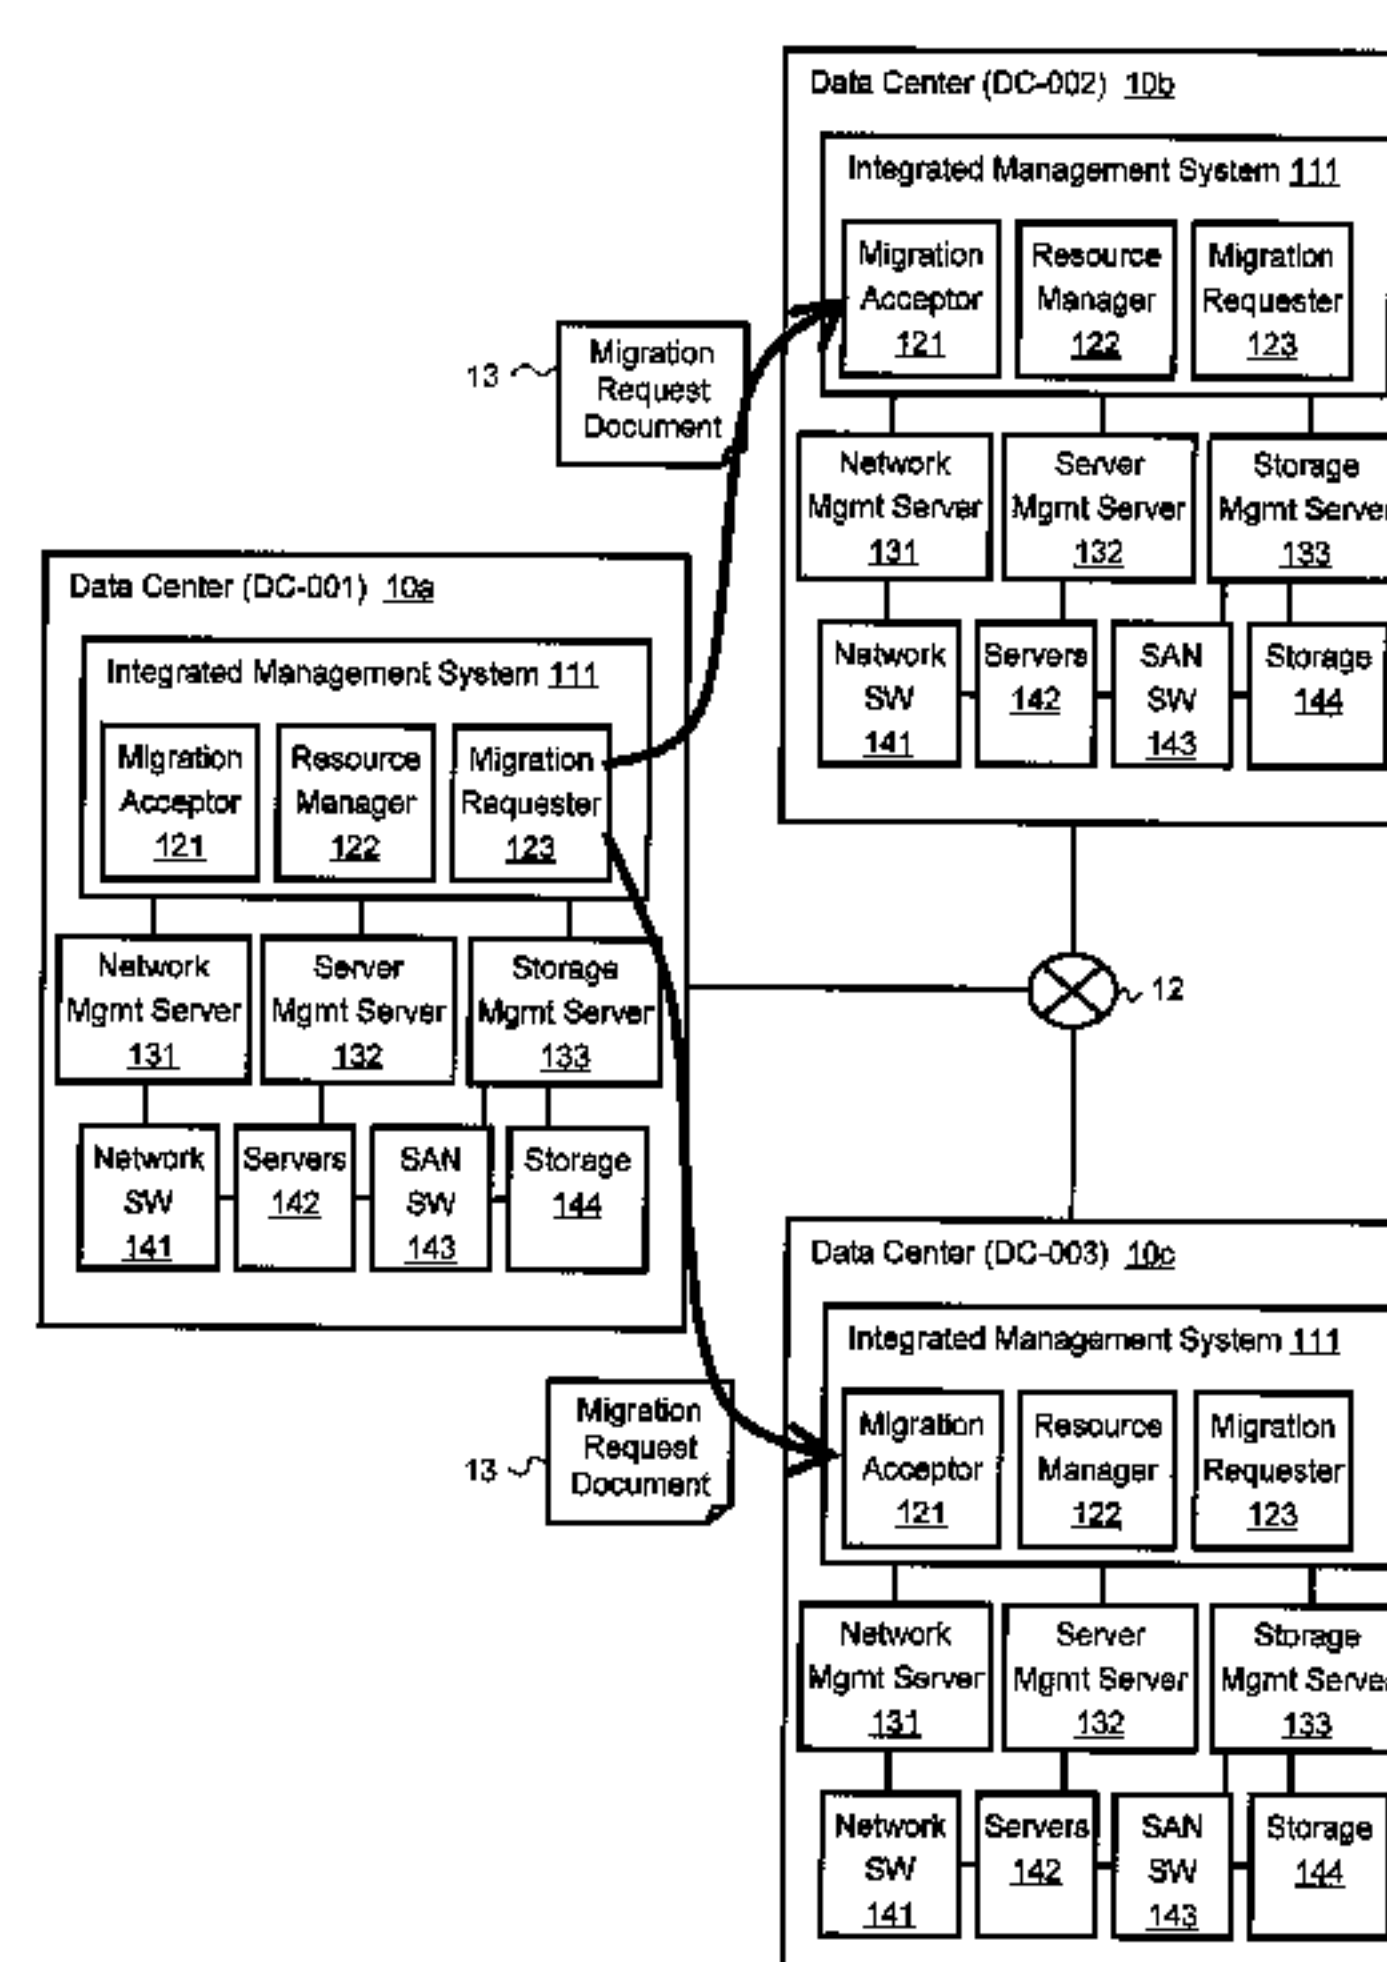 Data Center (DC-002) 10b
Integrated Management System 111
Migration
Acceptor
121
Resource
Manager
122
Migration
Requester
123
13
Migration
Request
Document
Network
Mgmt Server
131
Server
Mgmt Server
132
Storage
Mgmt Server
133
Network
SW
141
Servers
142
SAN
SW
143
Storage
144
Data Center (DC-001) 10a
Integrated Management System 111
Migration
Acceptor
121
Resource
Manager
122
Migration
Requester
123
Network
Mgmt Server
131
Server
Mgmt Server
132
Storage
Mgmt Server
133
Network
SW
141
Servers
142
SAN
SW
143
Storage
144
12
Data Center (DC-003) 10c
Integrated Management System 111
Migration
Acceptor
121
Resource
Manager
122
Migration
Requester
123
13
Migration
Request
Document
Network
Mgmt Server
131
Server
Mgmt Server
132
Storage
Mgmt Serve
133
Network
SW
141
Servers
142
SAN
SW
143
Storage
144